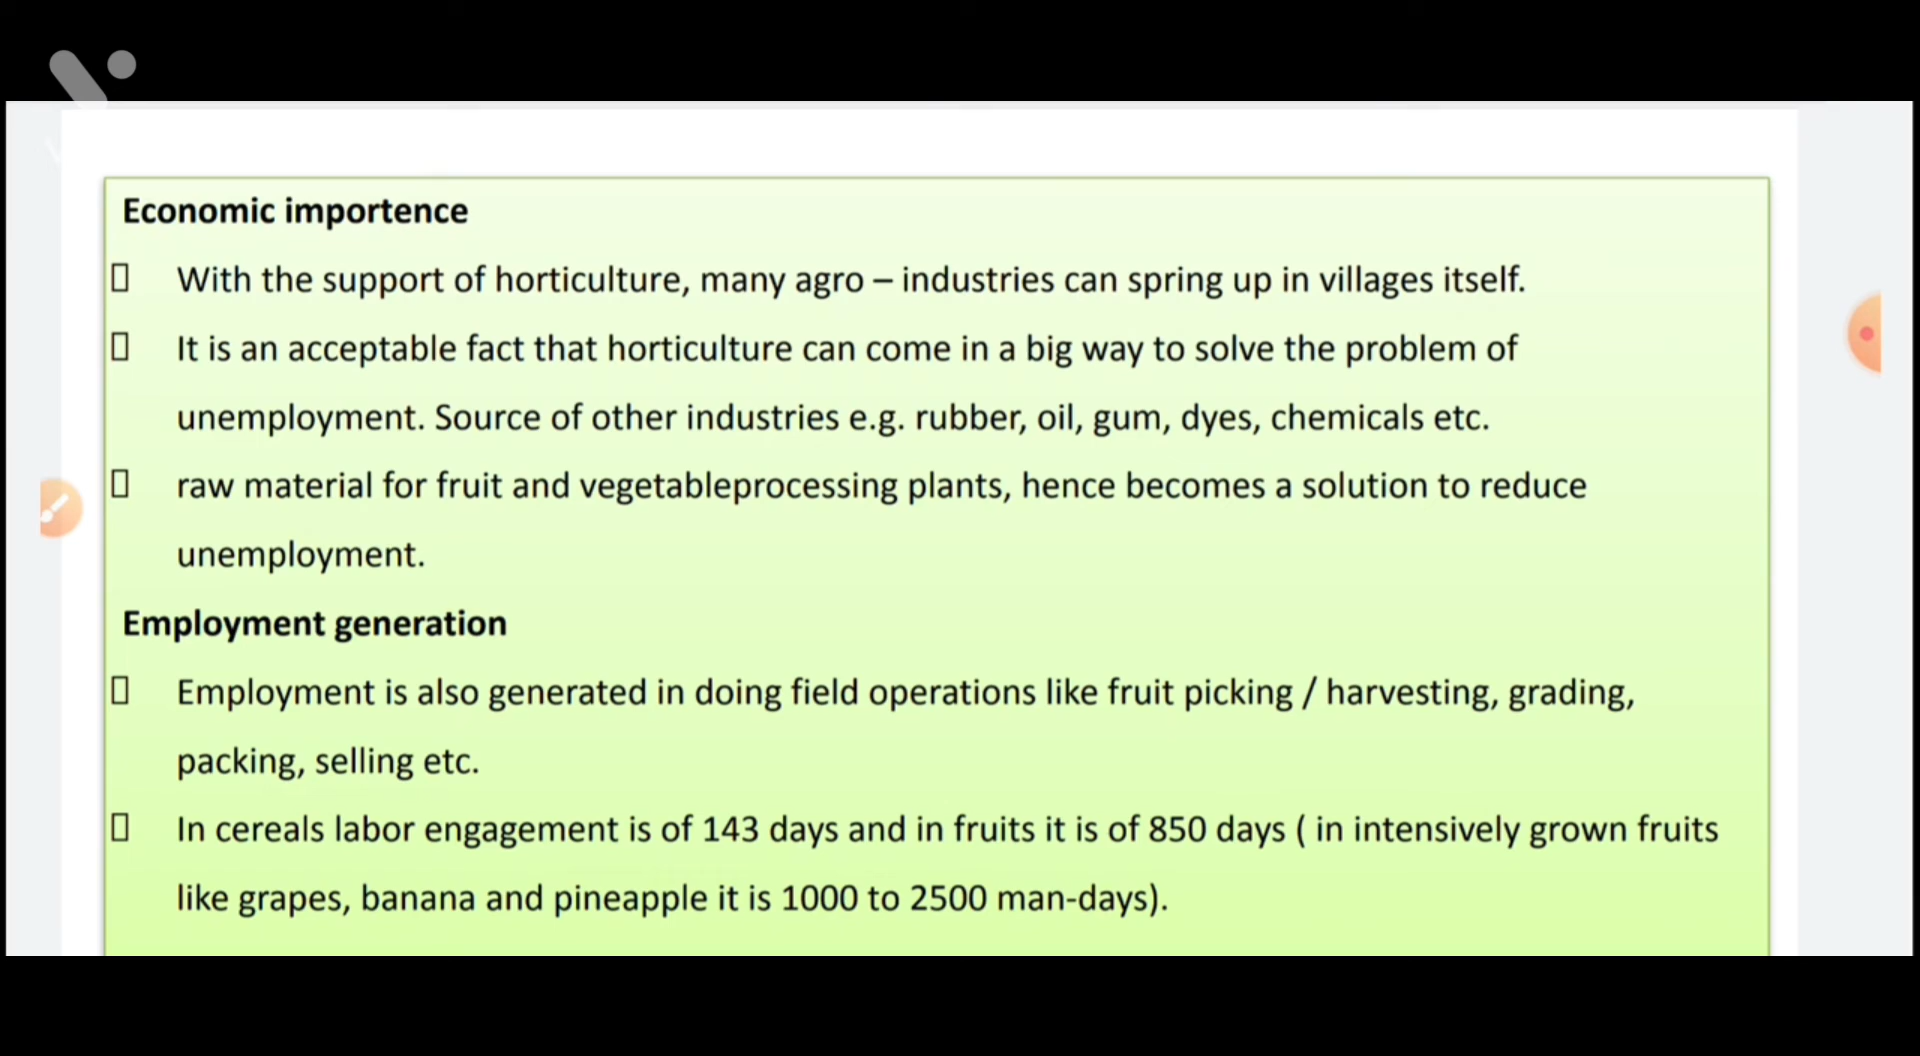 Economic importence
With the support of horticulture, many agro – industries can spring up in villages itself.
It is an acceptable fact that horticulture can come in a big way to solve the problem of
unemployment. Source of other industries e.g. rubber, oil, gum, dyes, chemicals etc.
raw material for fruit and vegetableprocessing plants, hence becomes a solution to reduce
unemployment.
Employment generation
Employment is also generated in doing field operations like fruit picking / harvesting, grading,
packing, selling etc.
In cereals labor engagement is of 143 days and in fruits it is of 850 days ( in intensively grown fruits
like grapes, banana and pineapple it is 1000 to 2500 man-days).